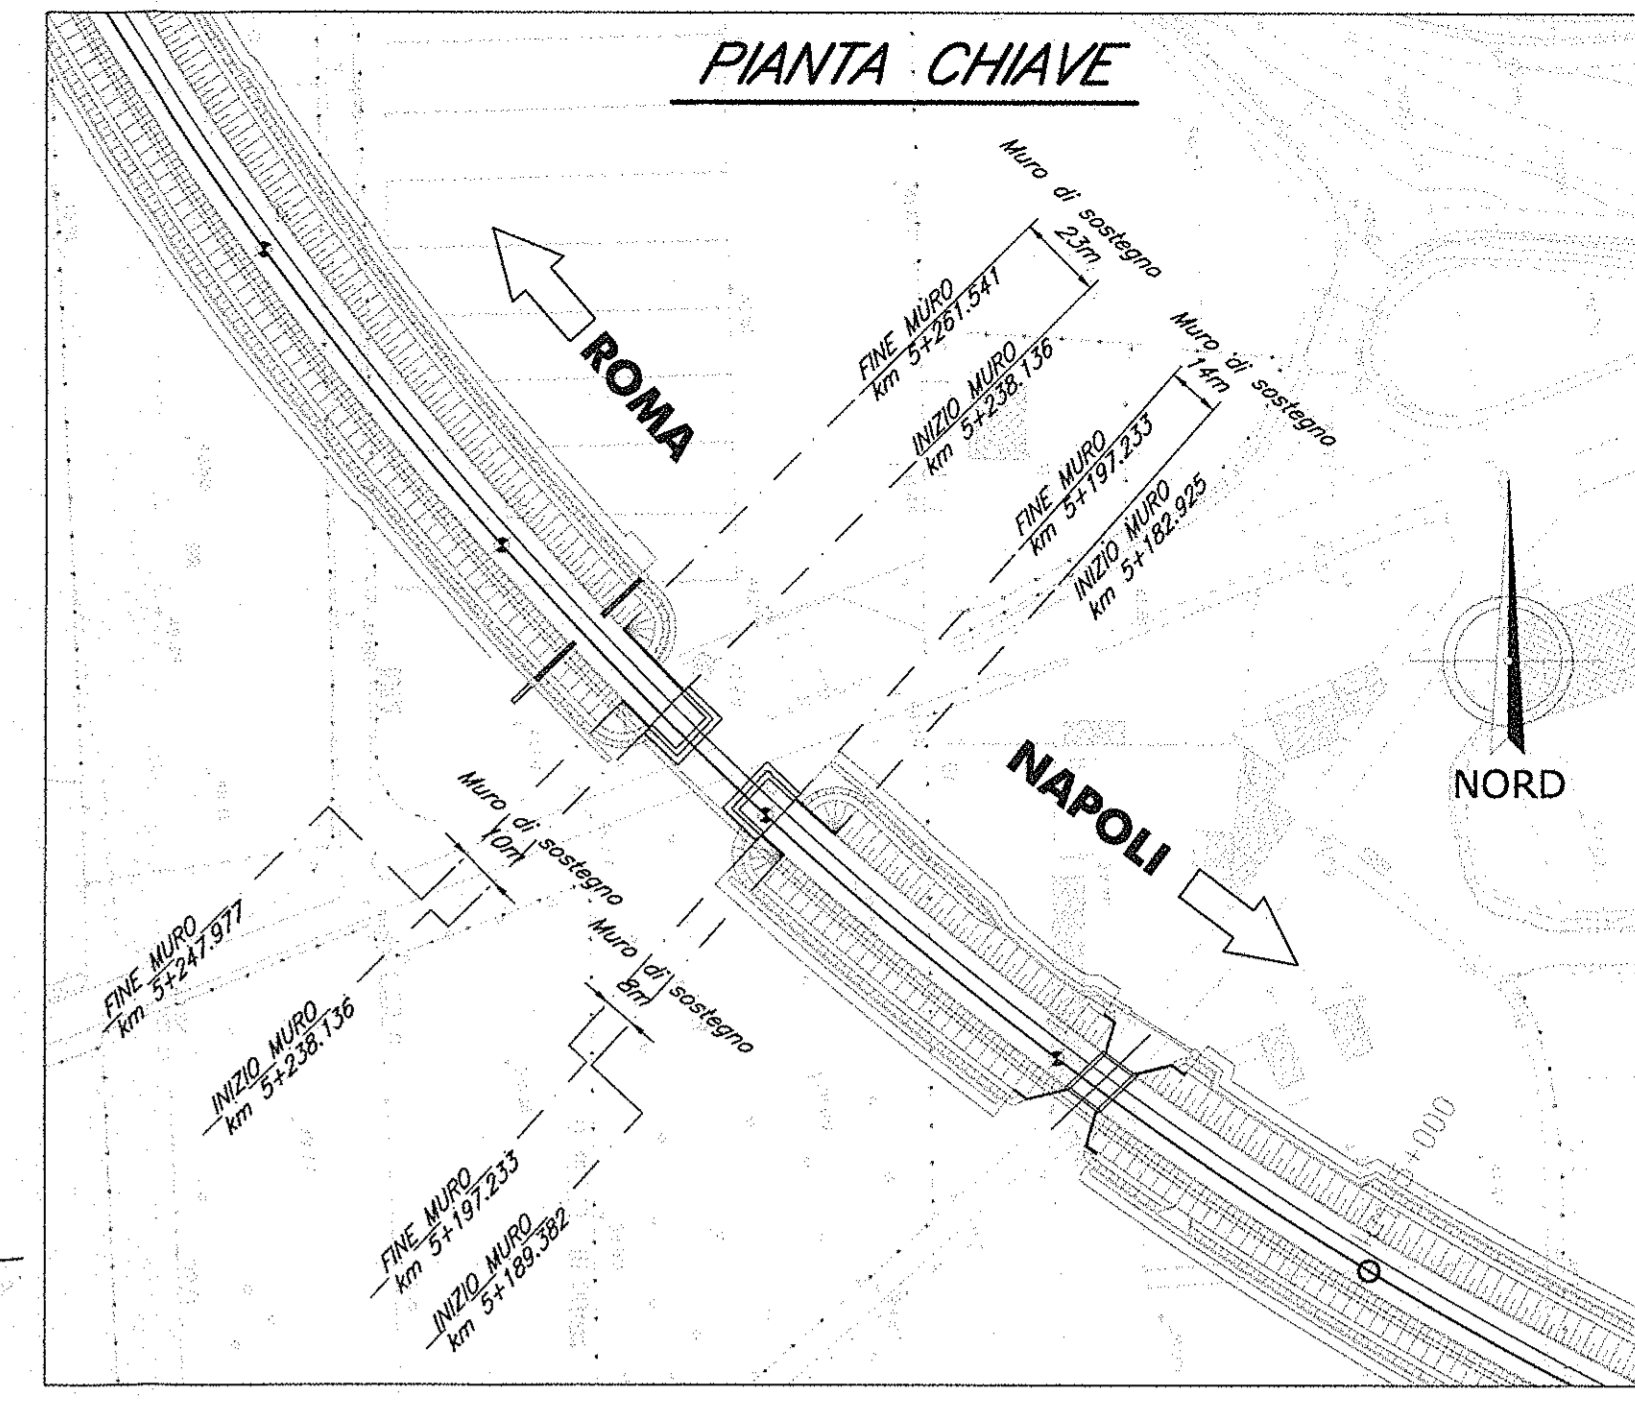 PIANTA CHIAVE
Muro di sostegno
23m
FINE MURO
km 5+261.541
INIZIO MURO
km 5+238.136
Muro di sostegno
14m
FINE MURO
km 5+197.233
INIZIO MURO
km 5+182.925
ROMA
NAPOLI
NORD
Muro di sostegno
10m
FINE MURO
km 5+247.977
INIZIO MURO
km 5+238.136
Muro di sostegno
8m
FINE MURO
km 5+197.233
INIZIO MURO
km 5+189.382
5+000